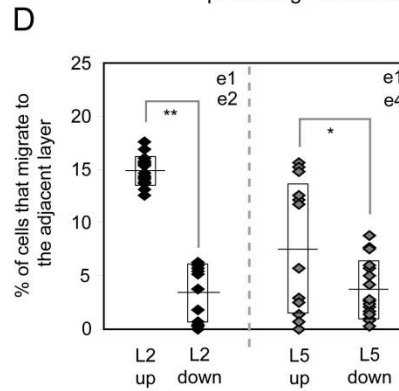 D
25
20
15
10
5
0
% of cells that migrate to
the adjacent layer
e1
e2
**
e1
e4
*
L2
up
L2
down
L5
up
L5
down